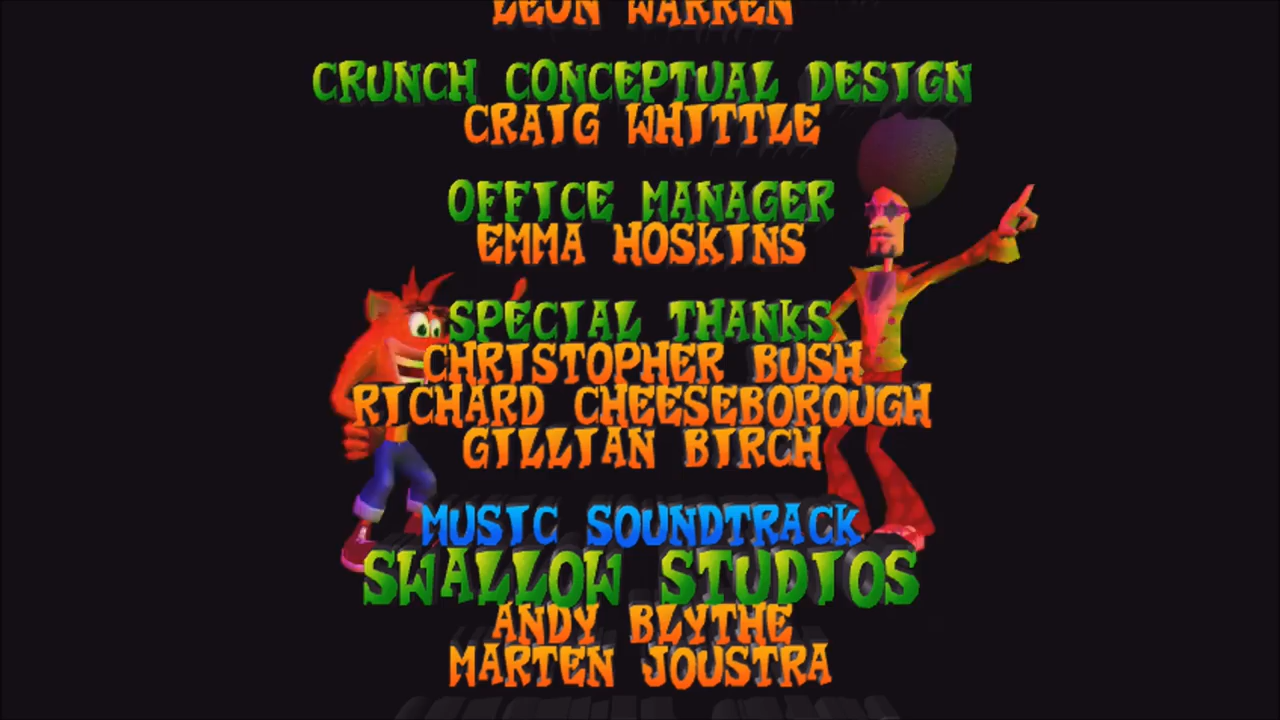 LEON WARREN
CRUNCH CONCEPTUAL DESIGN
CRAIG WHITTLE
OFFICE MANAGER
EMMA HOSKINS
SPECIAL THANKS
CHRISTOPHER BUSH
RICHARD CHEESEBOROUGH
GILLIAN BIRCH
MUSIC SOUNDTRACK
SWALLOW STUDIOS
ANDY BLYTHE
MARTEN JOUSTRA